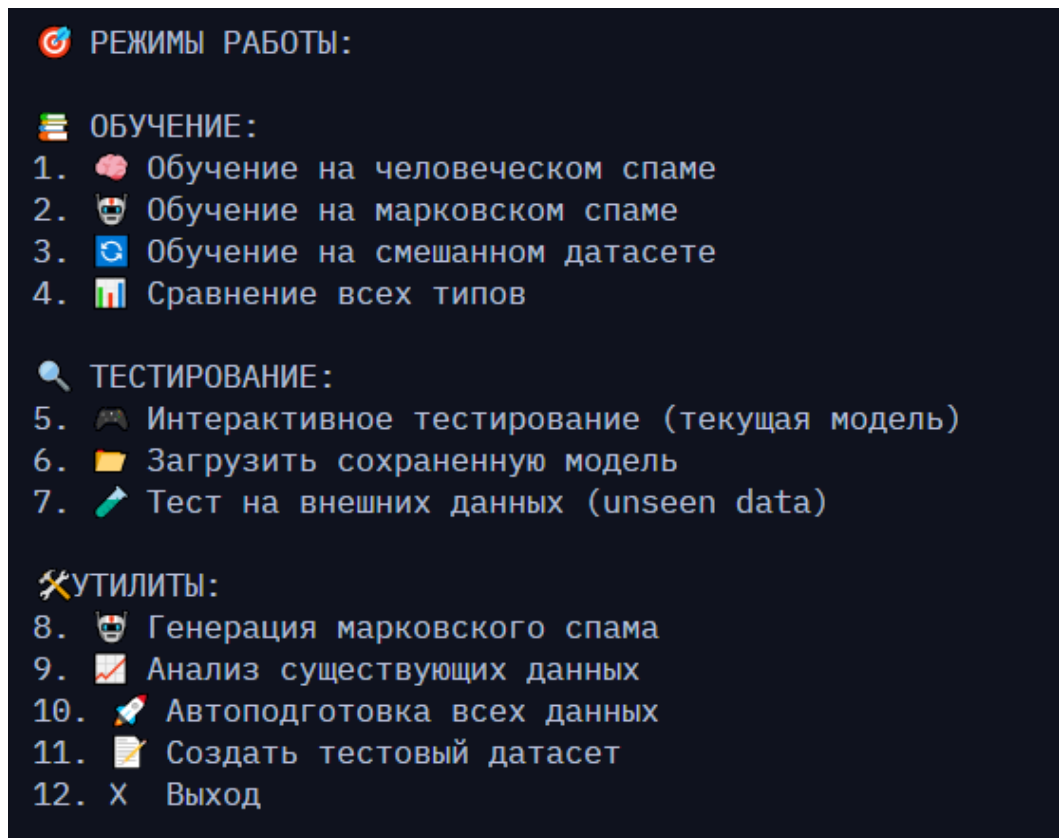 🎯 РЕЖИМЫ РАБОТЫ:
📚 ОБУЧЕНИЕ:
1. 🧠 Обучение на человеческом спаме
2. 🤖 Обучение на марковском спаме
3. 🔄 Обучение на смешанном датасете
4. 📊 Сравнение всех типов
🔍 ТЕСТИРОВАНИЕ:
5. 🎮 Интерактивное тестирование (текущая модель)
6. 📁 Загрузить сохраненную модель
7. 🧪 Тест на внешних данных (unseen data)
🛠УТИЛИТЫ:
8. 🤖 Генерация марковского спама
9. 📈 Анализ существующих данных
10. 🚀 Автоподготовка всех данных
11. 📝 Создать тестовый датасет
12. X Выход